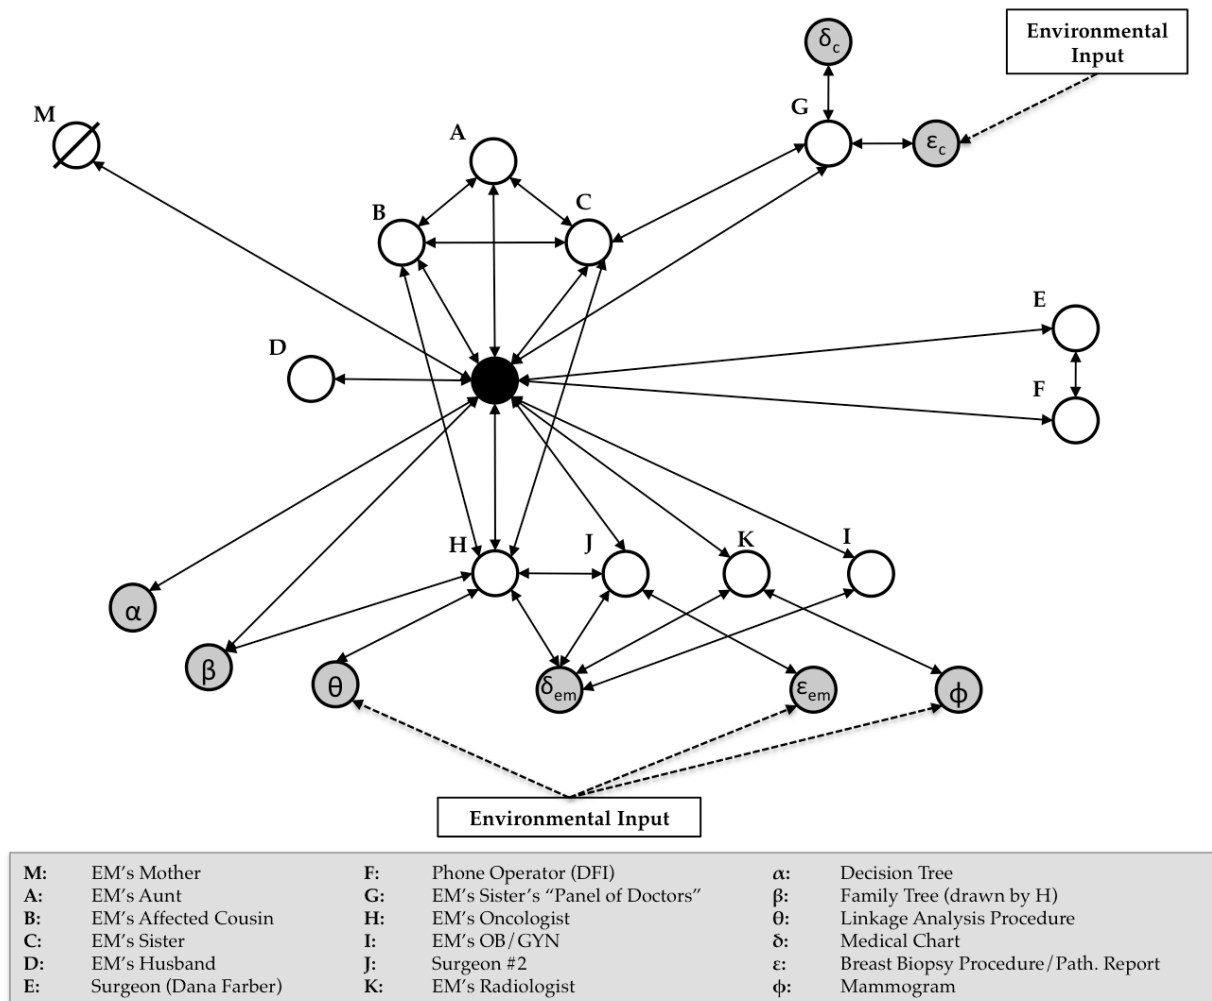 δc
Environmental
Input
M
G
εc
A
B
C
E
D
F
H
J
K
I
α
β
θ
δem
εem
ϕ
Environmental Input
M: EM's Mother
A: EM's Aunt
B: EM's Affected Cousin
C: EM's Sister
D: EM's Husband
E: Surgeon (Dana Farber)
F: Phone Operator (DFI)
G: EM's Sister's “Panel of Doctors”
H: EM's Oncologist
I: EM's OB/GYN
J: Surgeon #2
K: EM's Radiologist
α: Decision Tree
β: Family Tree (drawn by H)
θ: Linkage Analysis Procedure
δ: Medical Chart
ε: Breast Biopsy Procedure/Path. Report
ϕ: Mammogram